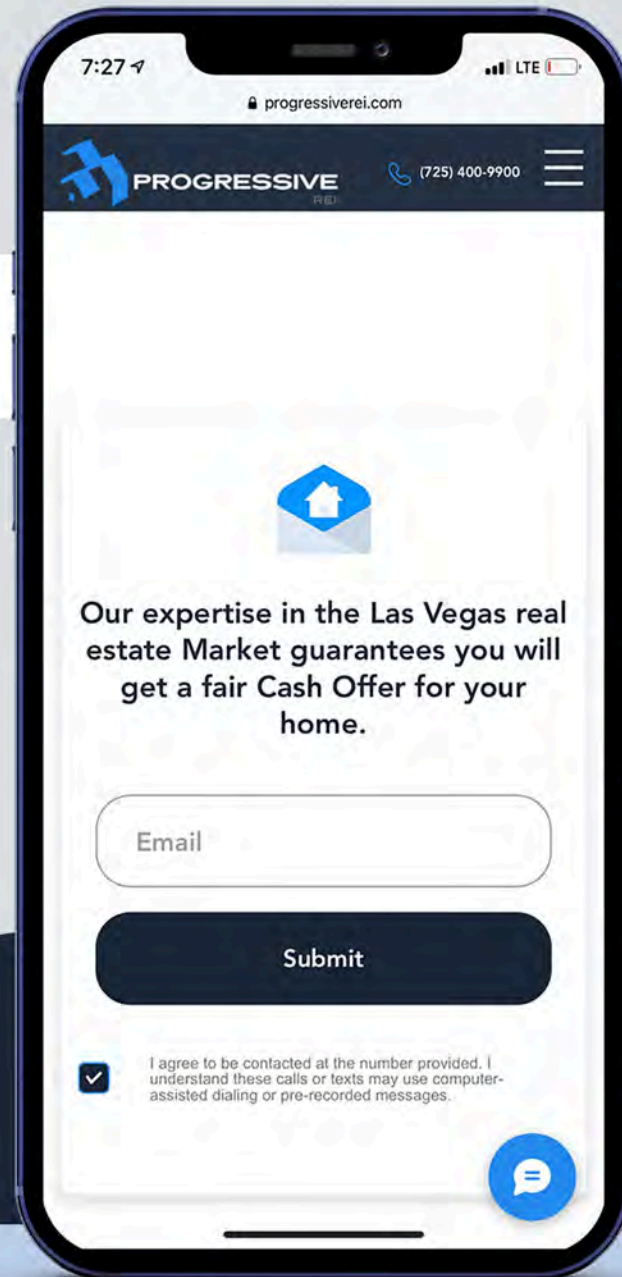 7:27
LTE
progressiverei.com
PROGRESSIVE
REI
(725) 400-9900
Our expertise in the Las Vegas real
estate Market guarantees you will
get a fair Cash Offer for your
home.
Email
Submit
I agree to be contacted at the number provided. I
understand these calls or texts may use computer-
assisted dialing or pre-recorded messages.